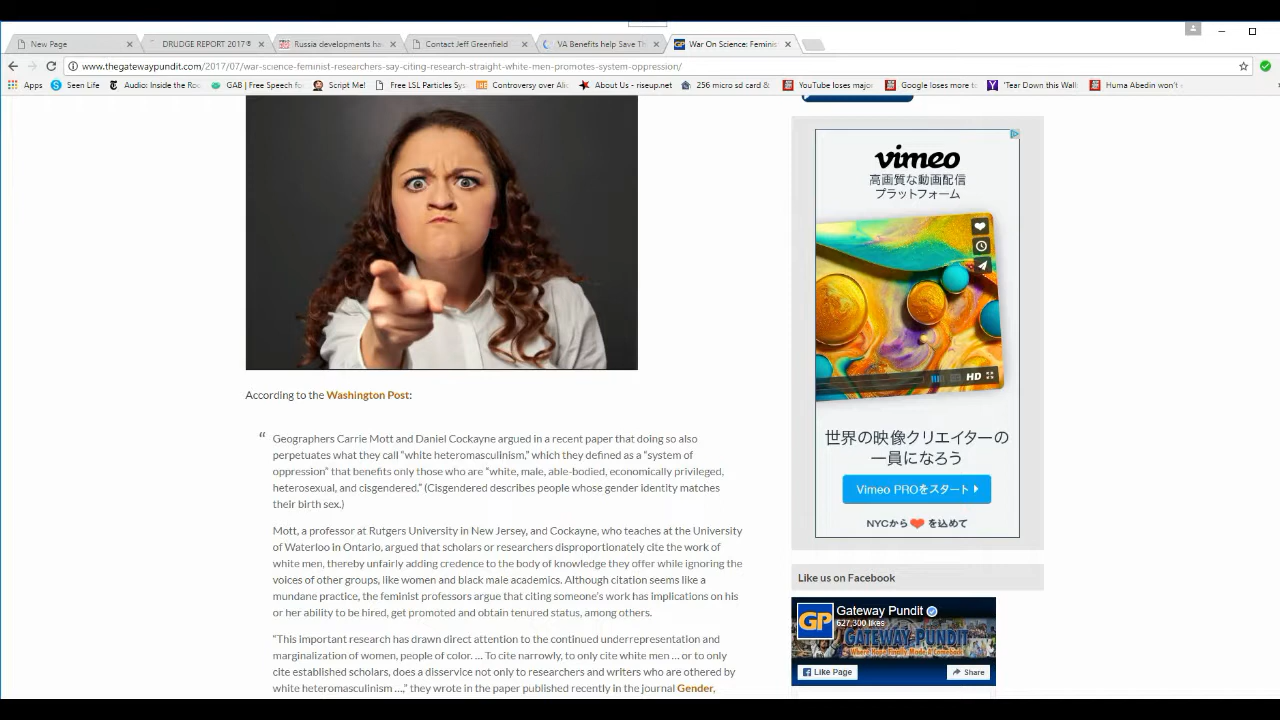 New Page
DRUDGE REPORT 2017®
Russia developments ha
Contact Jeff Greenfield
VA Benefits help Save Th
War On Science: Feminis
www.thegatewaypundit.com/2017/07/war-science-feminist-researchers-say-citing-research-straight-white-men-promotes-system-oppression/
Apps
Seen Life
Audio: Inside the Ro
GAB | Free Speech fo
Script Me!
Free LSL Particles Sys
Controversy over Alic
About Us - riseup.net
256 micro sd card &
YouTube loses major
Google loses more to
'Tear Down this Wall
Huma Abedin won't
According to the Washington Post:
“ Geographers Carrie Mott and Daniel Cockayne argued in a recent paper that doing so also
perpetuates what they call “white heteromasculinism,” which they defined as a “system of
oppression” that benefits only those who are “white, male, able-bodied, economically privileged,
heterosexual, and cisgendered.” (Cisgendered describes people whose gender identity matches
their birth sex.)
Mott, a professor at Rutgers University in New Jersey, and Cockayne, who teaches at the University
of Waterloo in Ontario, argued that scholars or researchers disproportionately cite the work of
white men, thereby unfairly adding credence to the body of knowledge they offer while ignoring the
voices of other groups, like women and black male academics. Although citation seems like a
mundane practice, the feminist professors argue that citing someone’s work has implications on his
or her ability to be hired, get promoted and obtain tenured status, among others.
“This important research has drawn direct attention to the continued underrepresentation and
marginalization of women, people of color. … To cite narrowly, to only cite white men … or to only
cite established scholars, does a disservice not only to researchers and writers who are othered by
white heteromasculinism …,” they wrote in the paper published recently in the journal Gender,
vimeo
高画質な動画配信
プラットフォーム
HD
世界の映像クリエイターの
一員になろう
Vimeo PROをスタート
NYCから を込めて
Like us on Facebook
GP
Gateway Pundit
627,300 likes
GATEWAY PUNDIT
"Where Hope Finally Made A Comeback"
Like Page
Share